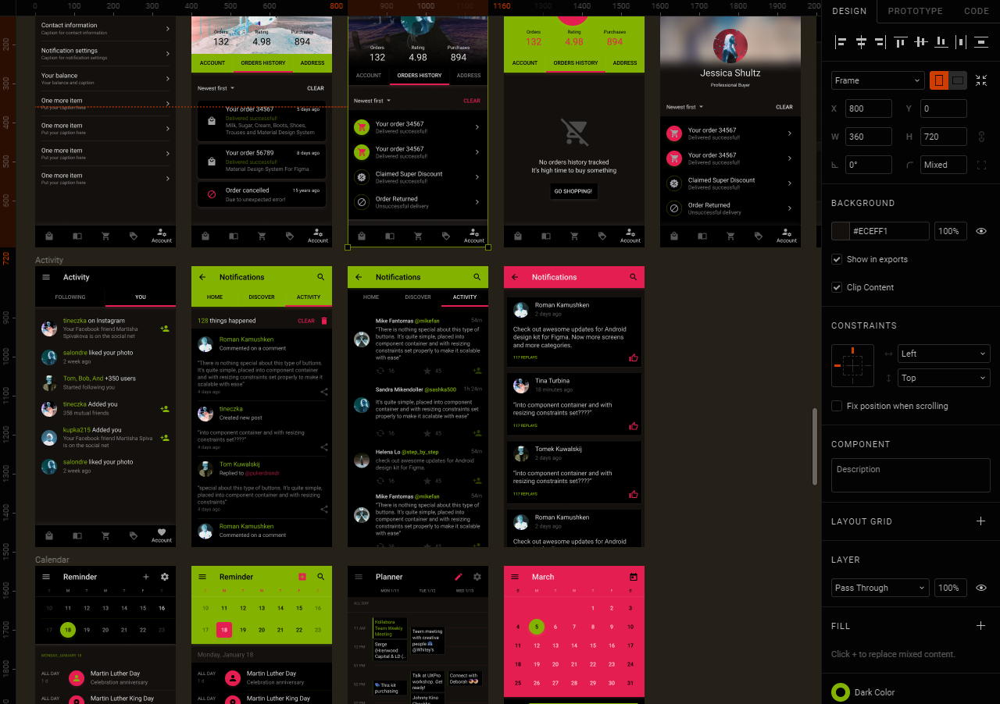 0
200
400
600
800
1000
1160
1300
1400
1500
1600
1700
1800
1900
200
200
300
400
500
600
720
900
1000
1100
1200
1300
1400
1500
1600
1700
1800
DESIGN
PROTOTYPE
CODE
Contact information
Caption for contact information
Notification settings
Caption for notification settings
Your balance
Your balance and caption
One more item
Put your caption here
One more item
Put your caption here
One more item
Put your caption here
One more item
Put your caption here
Orders
Rating
Purchases
132
4.98
894
ACCOUNT
ORDERS HISTORY
ADDRESS
Newest first
CLEAR
Your order 34567
5 days ago
Delivered successful!
Milk, Sugar, Cream, Boots, Shoes,
Trouses and Material Design System
Your order 56789
8 days ago
Delivered successful!
Material Design System For Figma
Order cancelled
15 years ago
Due to unexpected error!
Account
Orders
Rating
Purchases
132
4.98
894
ACCOUNT
ORDERS HISTORY
ADDRESS
Newest first
CLEAR
Your order 34567
Delivered successful!
Your order 34567
Delivered successful!
Claimed Super Discount
Delivered successful!
Order Returned
Unsuccessful delivery
Account
Orders
Rating
Purchases
132
4.98
894
ACCOUNT
ORDERS HISTORY
ADDRESS
No orders history tracked
It's high time to buy something
GO SHOPPING!
Account
Jessica Shultz
Professional Buyer
Newest first
CLEAR
Your order 34567
Delivered successful!
Your order 34567
Delivered successful!
Claimed Super Discount
Delivered successful!
Order Returned
Unsuccessful delivery
Account
Account
Activity
Activity
FOLLOWING
YOU
tineczka on Instagram
Your Facebook friend Martisha
Spivakova is on the social net
salondre liked your photo
2 week ago
Tom, Bob, And +350 users
Started following you
tineczka Added you
358 mutual friends
kupka215 Added you
Your Facebook friend Martisha Spiva
is on the social net
salondre liked your photo
2 week ago
Account
Notifications
HOME
DISCOVER
ACTIVITY
128 things happened
CLEAR
Roman Kamushken
Commented on a comment
"There is nothing special about this type of buttons.
It's quite simple, placed into component container
and with resizing constraints set properly to make it
scalable with ease"
4 days ago
tineczka
Created new post
"into component container and with resizing
constraints set????"
4 days ago
Tom Kuwalskij
Replied to @pukerdrondr
"special about this type of buttons. It's quite simple,
placed into component container and with resizing
constraints"
4 days ago
Roman Kamushken
Commented on a comment
Notifications
HOME
DISCOVER
ACTIVITY
Mike Fantomas @mikefan
54m
"There is nothing special about this type of
buttons. It's quite simple, placed into
component container and with resizing
constraints set properly to make it scalable
with ease"
16
45
Sandra Mikendoller @sashka500
1h 24m
It's quite simple, placed into component
container and with resizing constraints set
properly to make it scalable with ease"
16
45
Helena Lo @step_by_step
54m
check out awesome updates for Android
design kit for Figma.
16
45
Mike Fantomas @mikefan
54m
"There is nothing special about this type of
buttons. It's quite simple, placed into
component container and with resizing
constraints set properly to make it scalable
with ease"
16
45
Notifications
Roman Kamushken
2 days ago
Check out awesome updates for Android
design kit for Figma. Now more screens
and more categories.
117 REPLAYS
Tina Turbina
18 minutes ago
"into component container and with
resizing constraints set????"
117 REPLAYS
Tomek Kuwalskij
2 days ago
"into component container and with
resizing constraints set????"
117 REPLAYS
Roman Kamushken
2 days ago
Check out awesome updates for Android
design kit for Figma. Now more screens
Calendar
Reminder
S M T W T F S
10 11 12 13 14 15 16
17 18 19 20 21 22 23
MONDAY, JANUARY 18
ALL DAY
1 d
Martin Luther Day
Celebration anniversary
ALL DAY
Martin Luther King Day
Reminder
10 11 12 13 14 15 16
17 18 19 20 21 22 23
Monday, January 18
ALL DAY
1 d
Martin Luther Day
Celebration anniversary
ALL DAY
Martin Luther King Day
Planner
MON 1/11
TUE 1/12
WED 1/13
ALL DAY
11 AM
Kollabora
Team Weekly
Meeting
Team meeting
with creative
people
@Whitey's
12 PM
Serge
(Hrenwood
Capital & LD (..
01 PM
Talk at UXPro
workshop. Get
ready!
Connect with
Deborah
02 PM
This kit
purchasing
Johnny Kino
Checklin
March
1 2 3
4 5 6 7 8 9 10
11 12 13 14 15 16 17
18 19 20 21 22 23 24
25 26 27 28 29 30 31
Frame
X 800
Y 0
W 360
H 720
0°
Mixed
BACKGROUND
#ECEFF1
100%
Show in exports
Clip Content
CONSTRAINTS
Left
Top
Fix position when scrolling
COMPONENT
Description
LAYOUT GRID
LAYER
Pass Through
100%
FILL
Click + to replace mixed content.
Dark Color